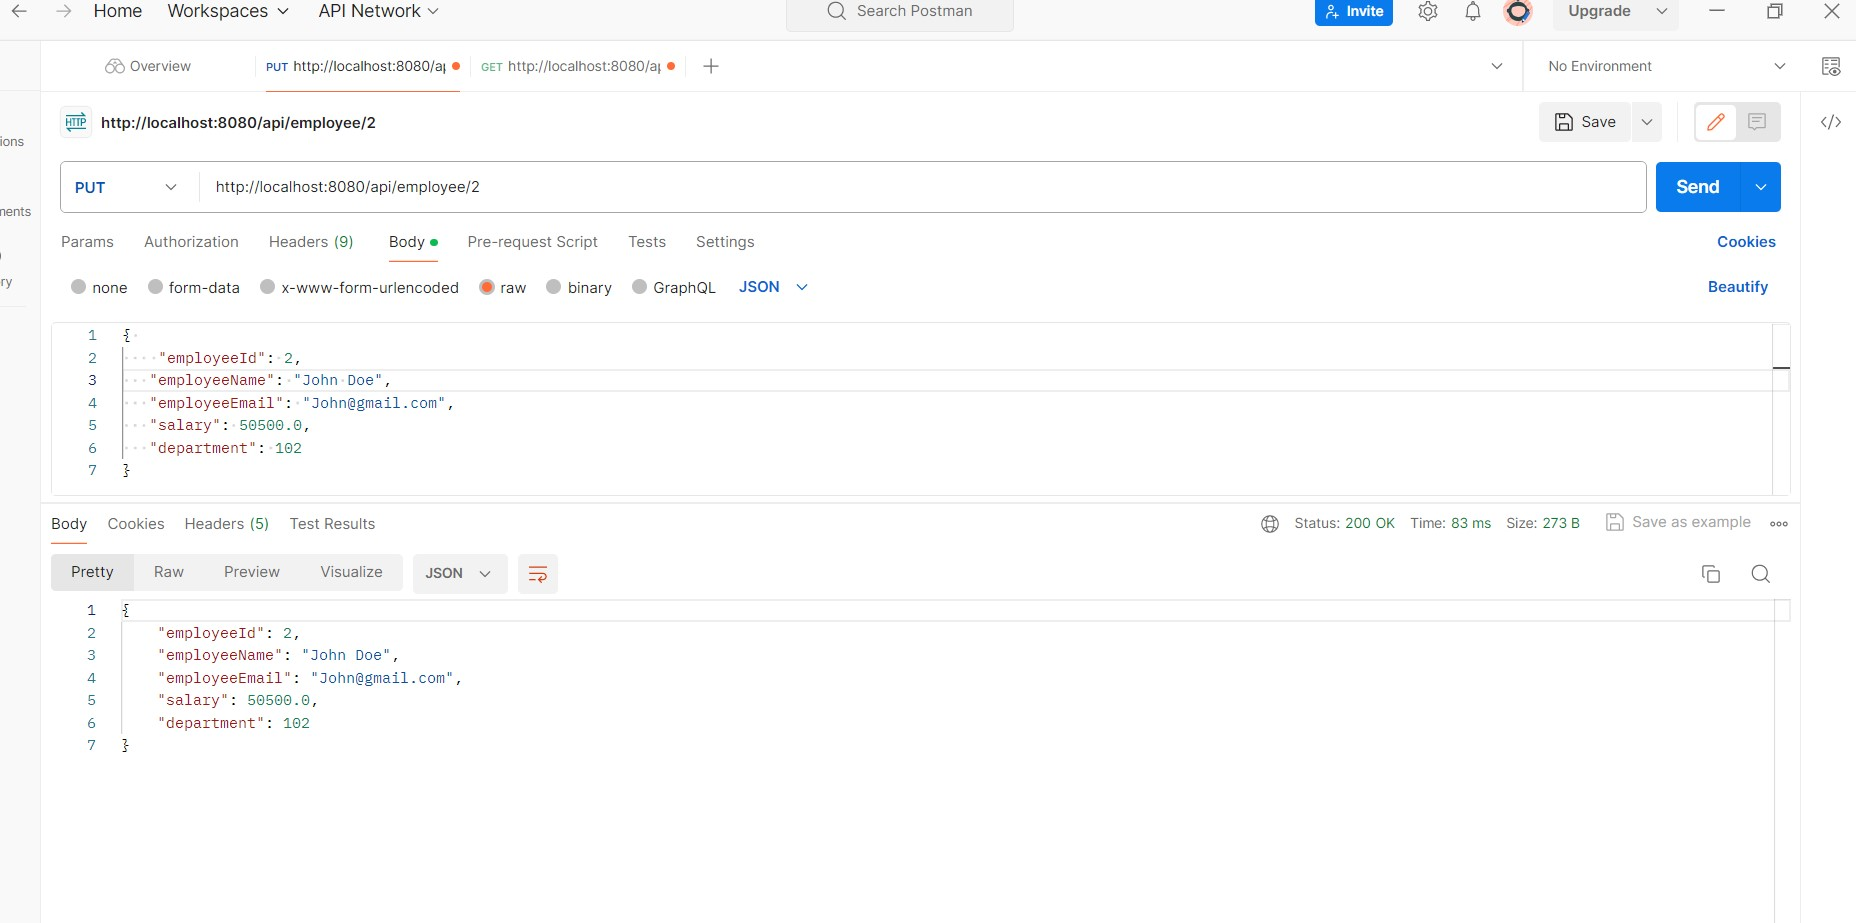 Home Workspaces API Network Search Postman Invite Upgrade
Overview PUT http://localhost:8080/a GET http://localhost:8080/a No Environment
HTTP http://localhost:8080/api/employee/2 Save
ions
PUT http://localhost:8080/api/employee/2 Send
ments
Params Authorization Headers (9) Body Pre-request Script Tests Settings Cookies
ry
none form-data x-www-form-urlencoded raw binary GraphQL JSON Beautify
1 {
2 "employeeId": 2,
3 "employeeName": "John Doe",
4 "employeeEmail": "John@gmail.com",
5 "salary": 50500.0,
6 "department": 102
7 }
Body Cookies Headers (5) Test Results Status: 200 OK Time: 83 ms Size: 273 B Save as example
Pretty Raw Preview Visualize JSON
1 {
2 "employeeId": 2,
3 "employeeName": "John Doe",
4 "employeeEmail": "John@gmail.com",
5 "salary": 50500.0,
6 "department": 102
7 }